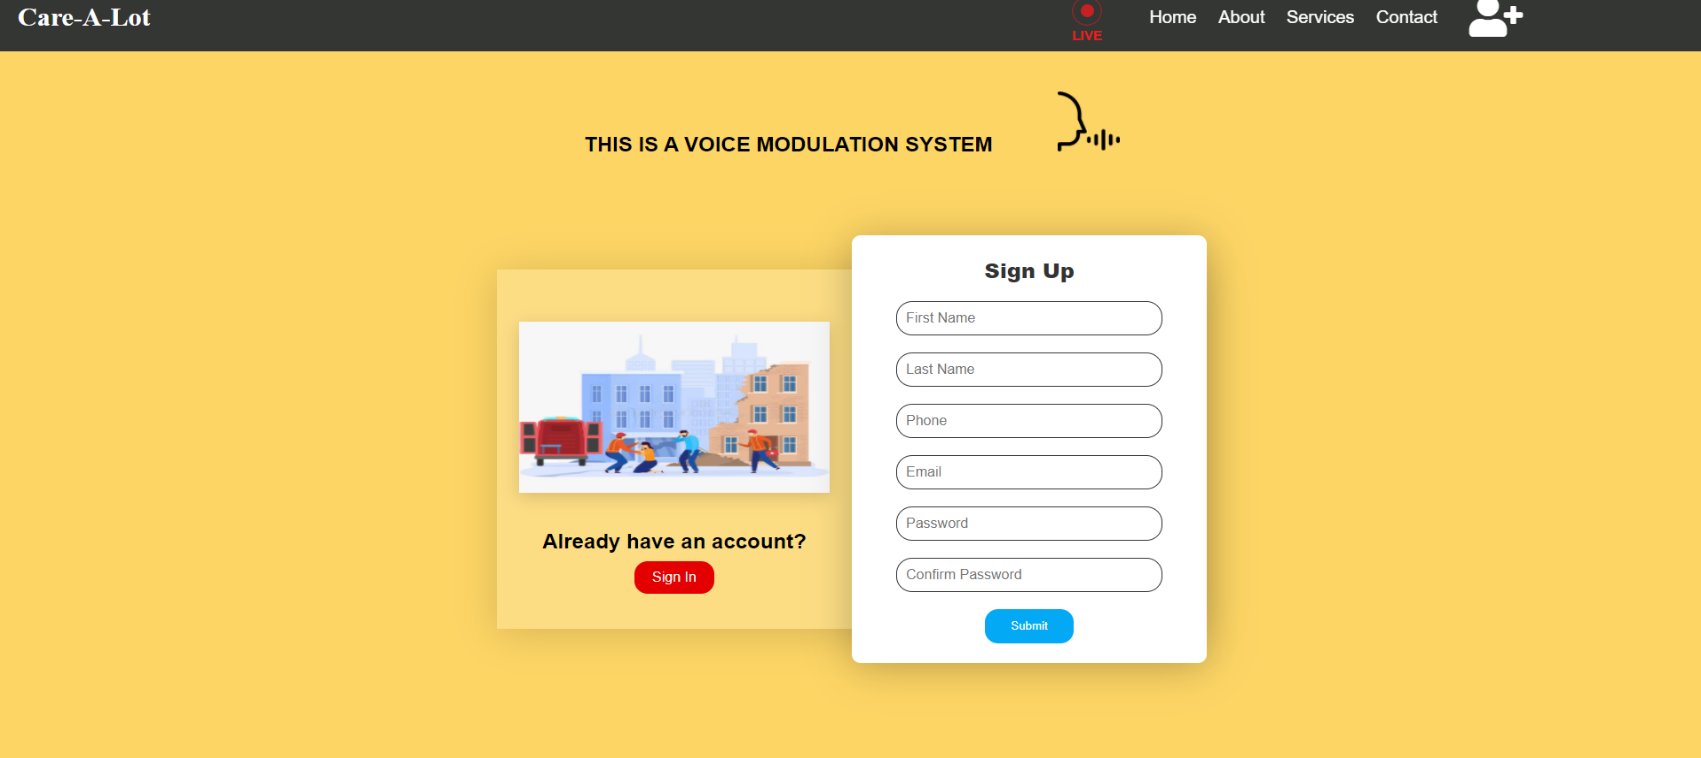 Care-A-Lot
LIVE
Home
About
Services
Contact
THIS IS A VOICE MODULATION SYSTEM
Sign Up
First Name
Last Name
Phone
Email
Password
Confirm Password
Submit
Already have an account?
Sign In